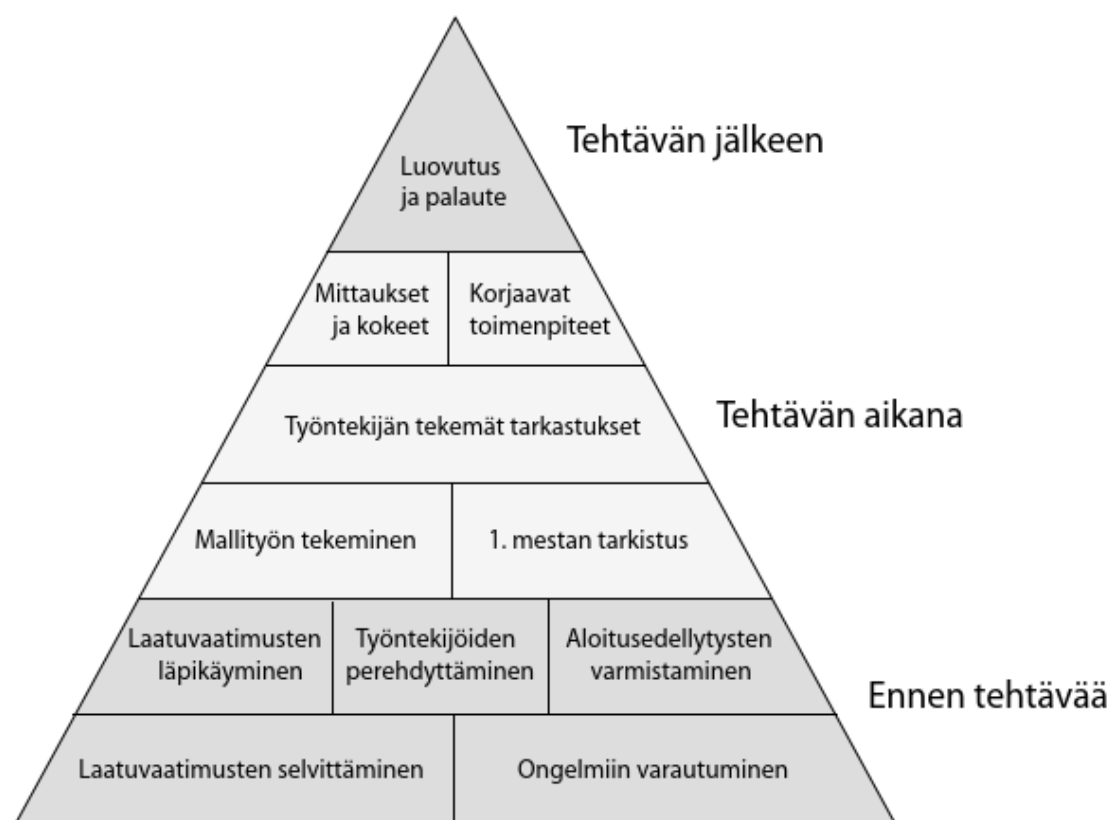 Tehtävän jälkeen
Luovutus
ja palaute
Mittaukset
ja kokeet
Korjaavat
toimenpiteet
Työntekijän tekemät tarkastukset
Tehtävän aikana
Mallityön tekeminen
1. mestan tarkistus
Laatuvaatimusten
läpikäyminen
Työntekijöiden
perehdyttäminen
Aloitusedellytysten
varmistaminen
Ennen tehtävää
Laatuvaatimusten selvittäminen
Ongelmiin varautuminen